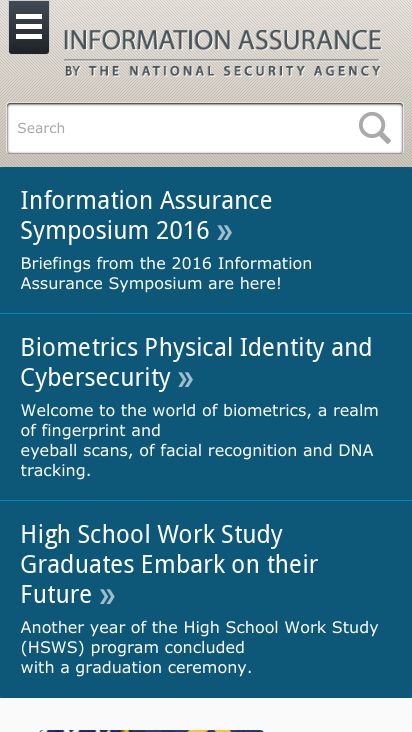 INFORMATION ASSURANCE
BY THE NATIONAL SECURITY AGENCY
Search
Information Assurance
Symposium 2016 »
Briefings from the 2016 Information
Assurance Symposium are here!
Biometrics Physical Identity and
Cybersecurity »
Welcome to the world of biometrics, a realm
of fingerprint and
eyeball scans, of facial recognition and DNA
tracking.
High School Work Study
Graduates Embark on their
Future »
Another year of the High School Work Study
(HSWS) program concluded
with a graduation ceremony.